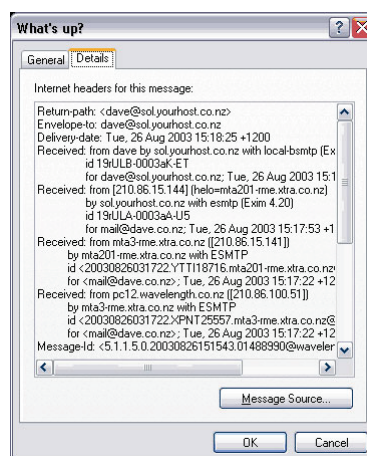 What's up?
General Details
Internet headers for this message:
Return-path: <dave@sol.yourhost.co.nz>
Envelope-to: dave@sol.yourhost.co.nz
Delivery-date: Tue, 26 Aug 2003 15:18:25 +1200
Received: from dave by sol.yourhost.co.nz with local-bsmtp (Ex
id 19rULB-0003aK-ET
for dave@sol.yourhost.co.nz; Tue, 26 Aug 2003 15:1
Received: from [210.86.15.144] (helo=mta201-rme.xtra.co.nz)
by sol.yourhost.co.nz with esmtp (Exim 4.20)
id 19rULA-0003aA-U5
for mail@dave.co.nz; Tue, 26 Aug 2003 15:17:53 +1
Received: from mta3-rme.xtra.co.nz ([210.86.15.141])
by mta201-rme.xtra.co.nz with ESMTP
id <20030826031722.YTTI18716.mta201-rme.xtra.co.nz
for <mail@dave.co.nz>; Tue, 26 Aug 2003 15:17:22 +12
Received: from pc12.wavelength.co.nz ([210.86.100.51])
by mta3-rme.xtra.co.nz with ESMTP
id <20030826031722.XPNT25557.mta3-rme.xtra.co.nz@
for <mail@dave.co.nz>; Tue, 26 Aug 2003 15:17:22 +12
Message-Id: <5.1.1.5.0.20030826151543.01488990@waveler
Message Source...
OK Cancel